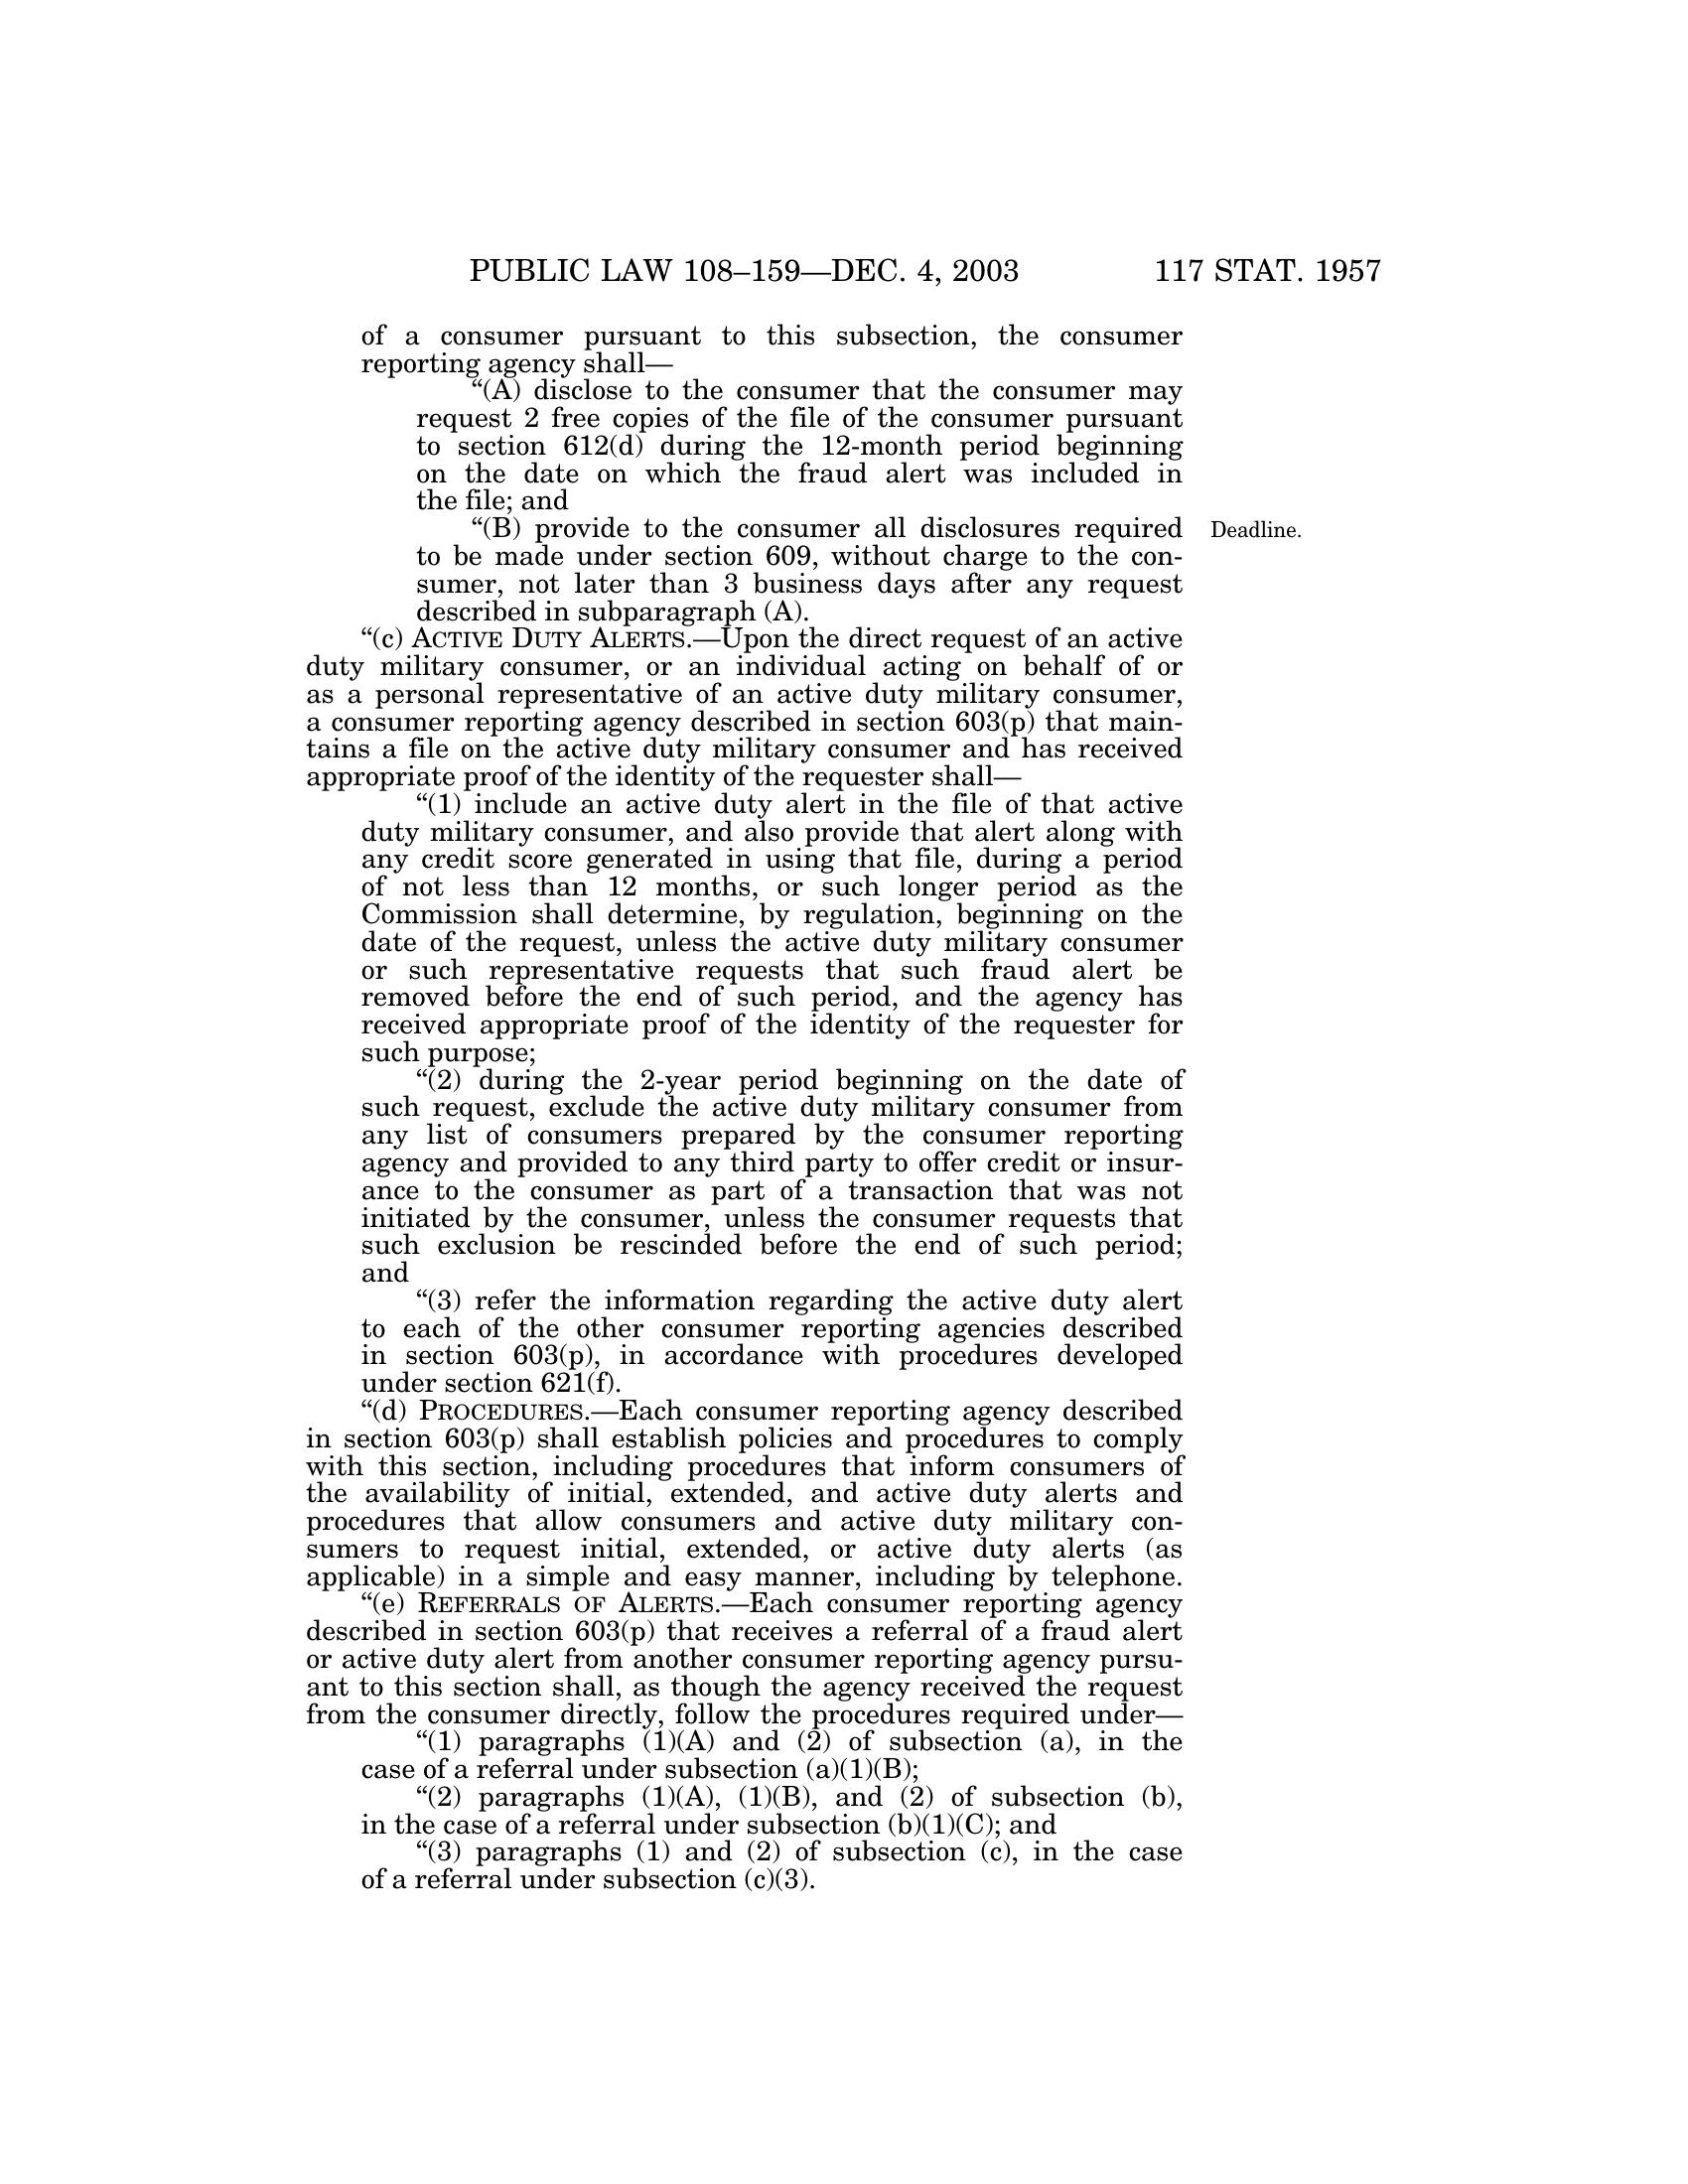 PUBLIC LAW 108–159—DEC. 4, 2003 117 STAT. 1957
of a consumer pursuant to this subsection, the consumer
reporting agency shall—
“(A) disclose to the consumer that the consumer may
request 2 free copies of the file of the consumer pursuant
to section 612(d) during the 12-month period beginning
on the date on which the fraud alert was included in
the file; and
“(B) provide to the consumer all disclosures required Deadline.
to be made under section 609, without charge to the con-
sumer, not later than 3 business days after any request
described in subparagraph (A).
“(c) ACTIVE DUTY ALERTS.—Upon the direct request of an active
duty military consumer, or an individual acting on behalf of or
as a personal representative of an active duty military consumer,
a consumer reporting agency described in section 603(p) that main-
tains a file on the active duty military consumer and has received
appropriate proof of the identity of the requester shall—
“(1) include an active duty alert in the file of that active
duty military consumer, and also provide that alert along with
any credit score generated in using that file, during a period
of not less than 12 months, or such longer period as the
Commission shall determine, by regulation, beginning on the
date of the request, unless the active duty military consumer
or such representative requests that such fraud alert be
removed before the end of such period, and the agency has
received appropriate proof of the identity of the requester for
such purpose;
“(2) during the 2-year period beginning on the date of
such request, exclude the active duty military consumer from
any list of consumers prepared by the consumer reporting
agency and provided to any third party to offer credit or insur-
ance to the consumer as part of a transaction that was not
initiated by the consumer, unless the consumer requests that
such exclusion be rescinded before the end of such period;
and
“(3) refer the information regarding the active duty alert
to each of the other consumer reporting agencies described
in section 603(p), in accordance with procedures developed
under section 621(f).
“(d) PROCEDURES.—Each consumer reporting agency described
in section 603(p) shall establish policies and procedures to comply
with this section, including procedures that inform consumers of
the availability of initial, extended, and active duty alerts and
procedures that allow consumers and active duty military con-
sumers to request initial, extended, or active duty alerts (as
applicable) in a simple and easy manner, including by telephone.
“(e) REFERRALS OF ALERTS.—Each consumer reporting agency
described in section 603(p) that receives a referral of a fraud alert
or active duty alert from another consumer reporting agency pursu-
ant to this section shall, as though the agency received the request
from the consumer directly, follow the procedures required under—
“(1) paragraphs (1)(A) and (2) of subsection (a), in the
case of a referral under subsection (a)(1)(B);
“(2) paragraphs (1)(A), (1)(B), and (2) of subsection (b),
in the case of a referral under subsection (b)(1)(C); and
“(3) paragraphs (1) and (2) of subsection (c), in the case
of a referral under subsection (c)(3).